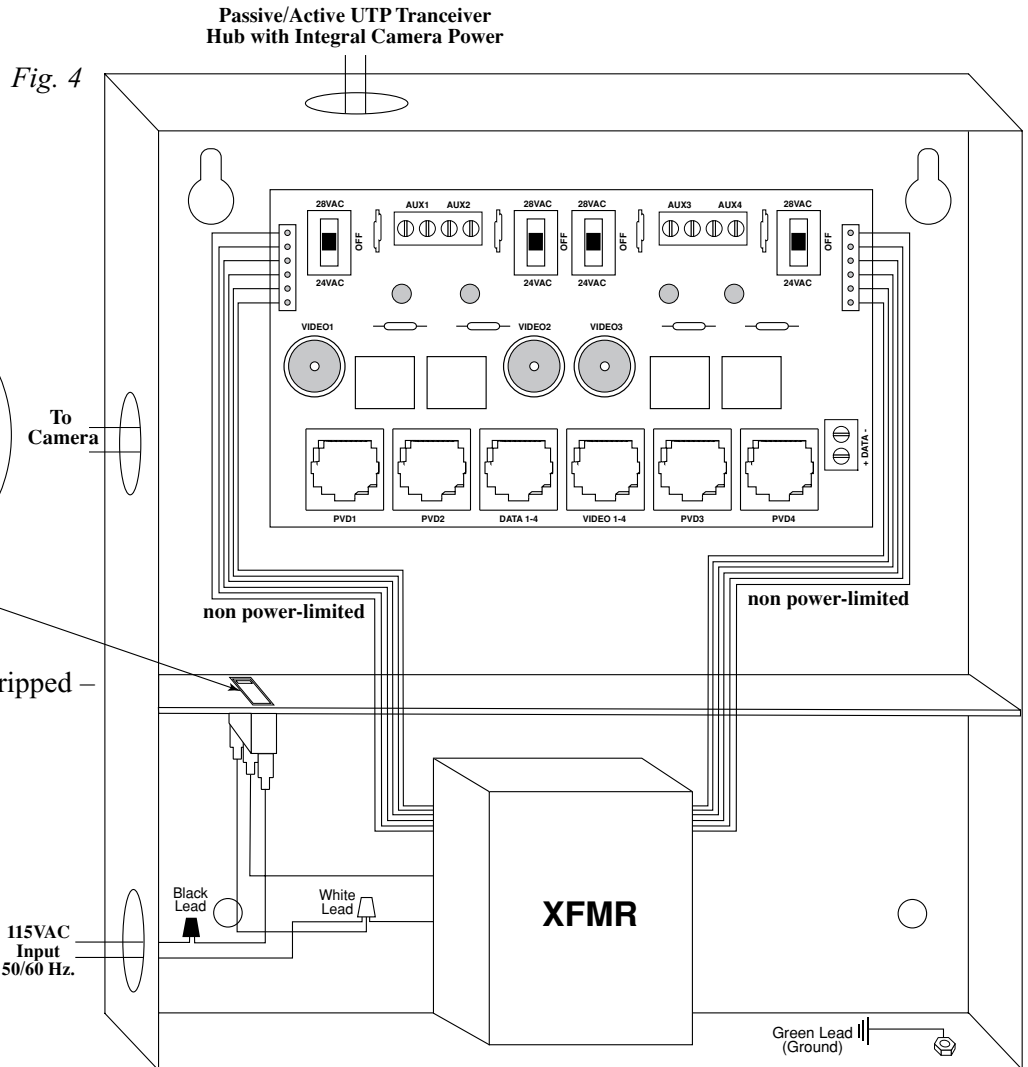 Passive/Active UTP Tranceiver
Hub with Integral Camera Power
Fig. 4
28VAC
OFF
24VAC
AUX1 AUX2
28VAC
OFF
24VAC
28VAC
OFF
24VAC
AUX3 AUX4
28VAC
OFF
24VAC
VIDEO1
VIDEO2
VIDEO3
To
Camera
+ DATA -
PVD1
PVD2
DATA 1-4
VIDEO 1-4
PVD3
PVD4
non power-limited
non power-limited
ripped –
Black
Lead
White
Lead
XFMR
115VAC
Input
50/60 Hz.
Green Lead
(Ground)